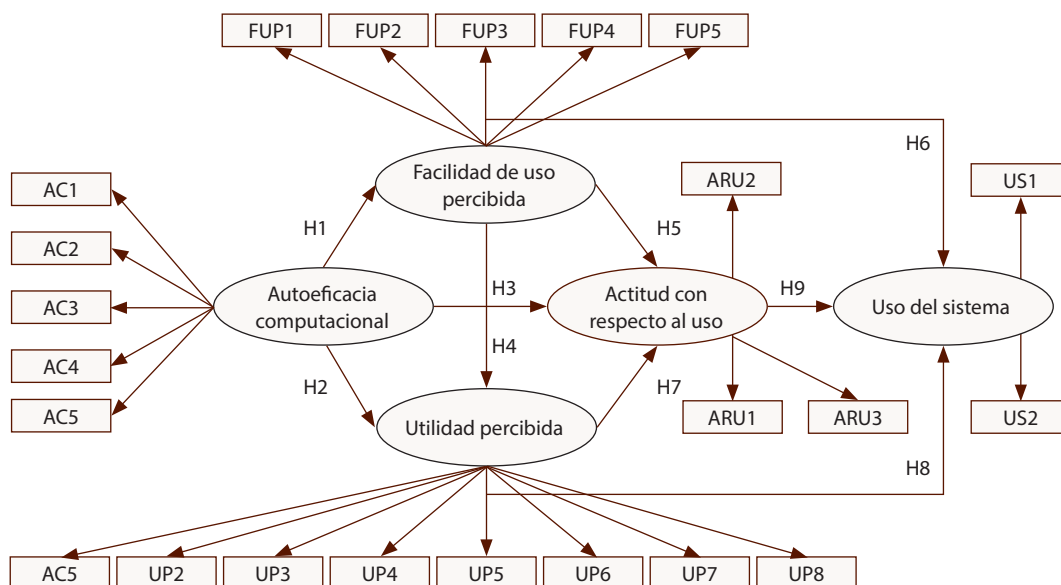 FUP1 FUP2 FUP3 FUP4 FUP5
H6
Facilidad de uso
percibida
AC1
ARU2
US1
H1
H5
AC2
AC3
Autoeficacia
computacional
H3
Actitud con
respecto al uso
H9
Uso del sistema
H4
AC4
H2
H7
AC5
Utilidad percibida
ARU1 ARU3
US2
H8
AC5 UP2 UP3 UP4 UP5 UP6 UP7 UP8